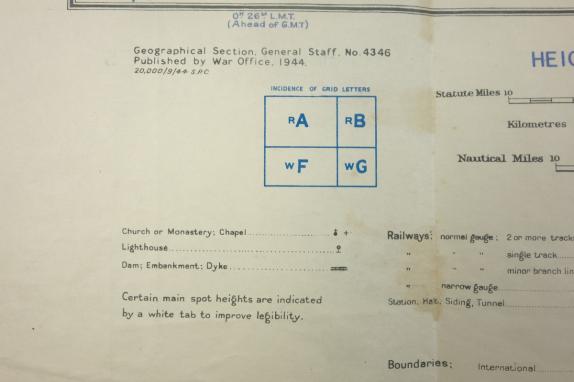 0ʰ 26ᴹ L.M.T.
(Ahead of G.M.T)
Geographical Section, General Staff, No. 4346
Published by War Office, 1944.
20,000/9/44 S.P.C.
HEIG
INCIDENCE OF GRID LETTERS
RA
RB
WF
WG
Statute Miles 10
Kilometres
Nautical Miles 10
Church or Monastery; Chapel
Lighthouse
Dam; Embankment; Dyke
Certain main spot heights are indicated
by a white tab to improve legibility.
Railways: normal gauge: 2 or more track
" " " single track
" " " minor branch lin
" narrow gauge
Station, Halt, Siding, Tunnel
Boundaries: International